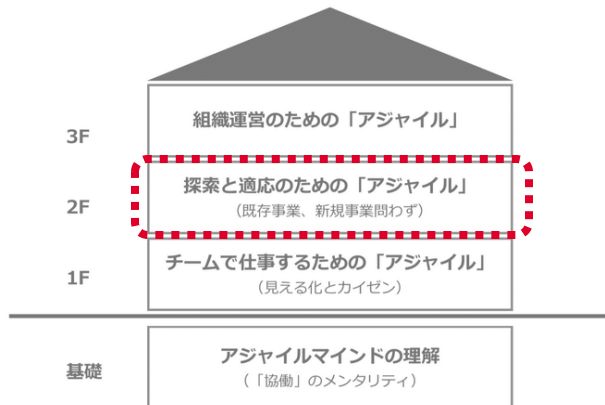 組織運営のための「アジャイル」
3F
探索と適応のための「アジャイル」
2F
（既存事業、新規事業問わず）
チームで仕事するための「アジャイル」
1F
（見える化とカイゼン）
アジャイルマインドの理解
基礎
（「協働」のメンタリティ）